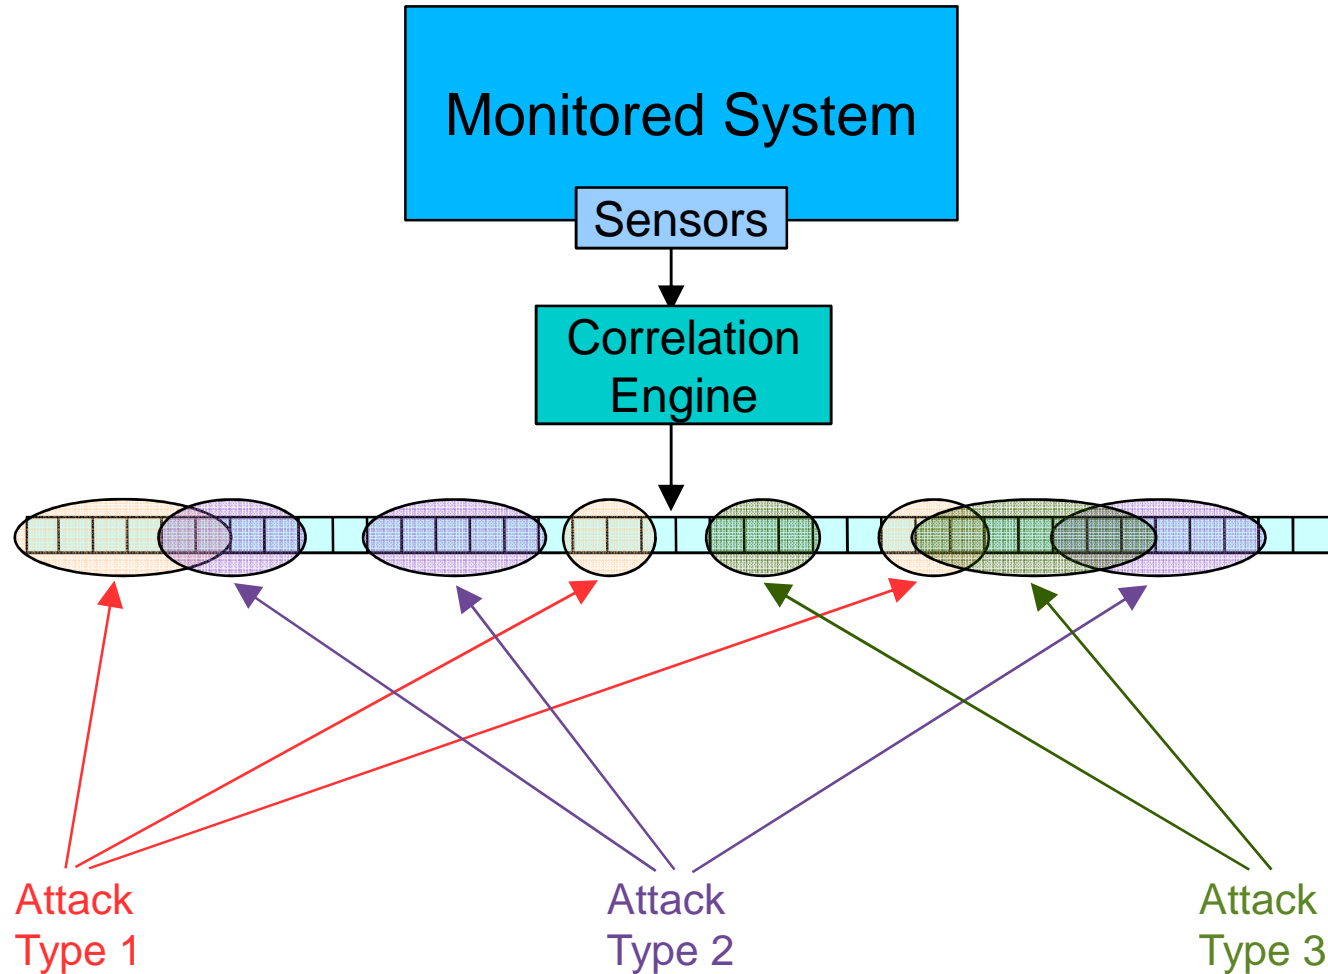 Monitored System
Sensors
Correlation
Engine
Attack
Type 1
Attack
Type 2
Attack
Type 3